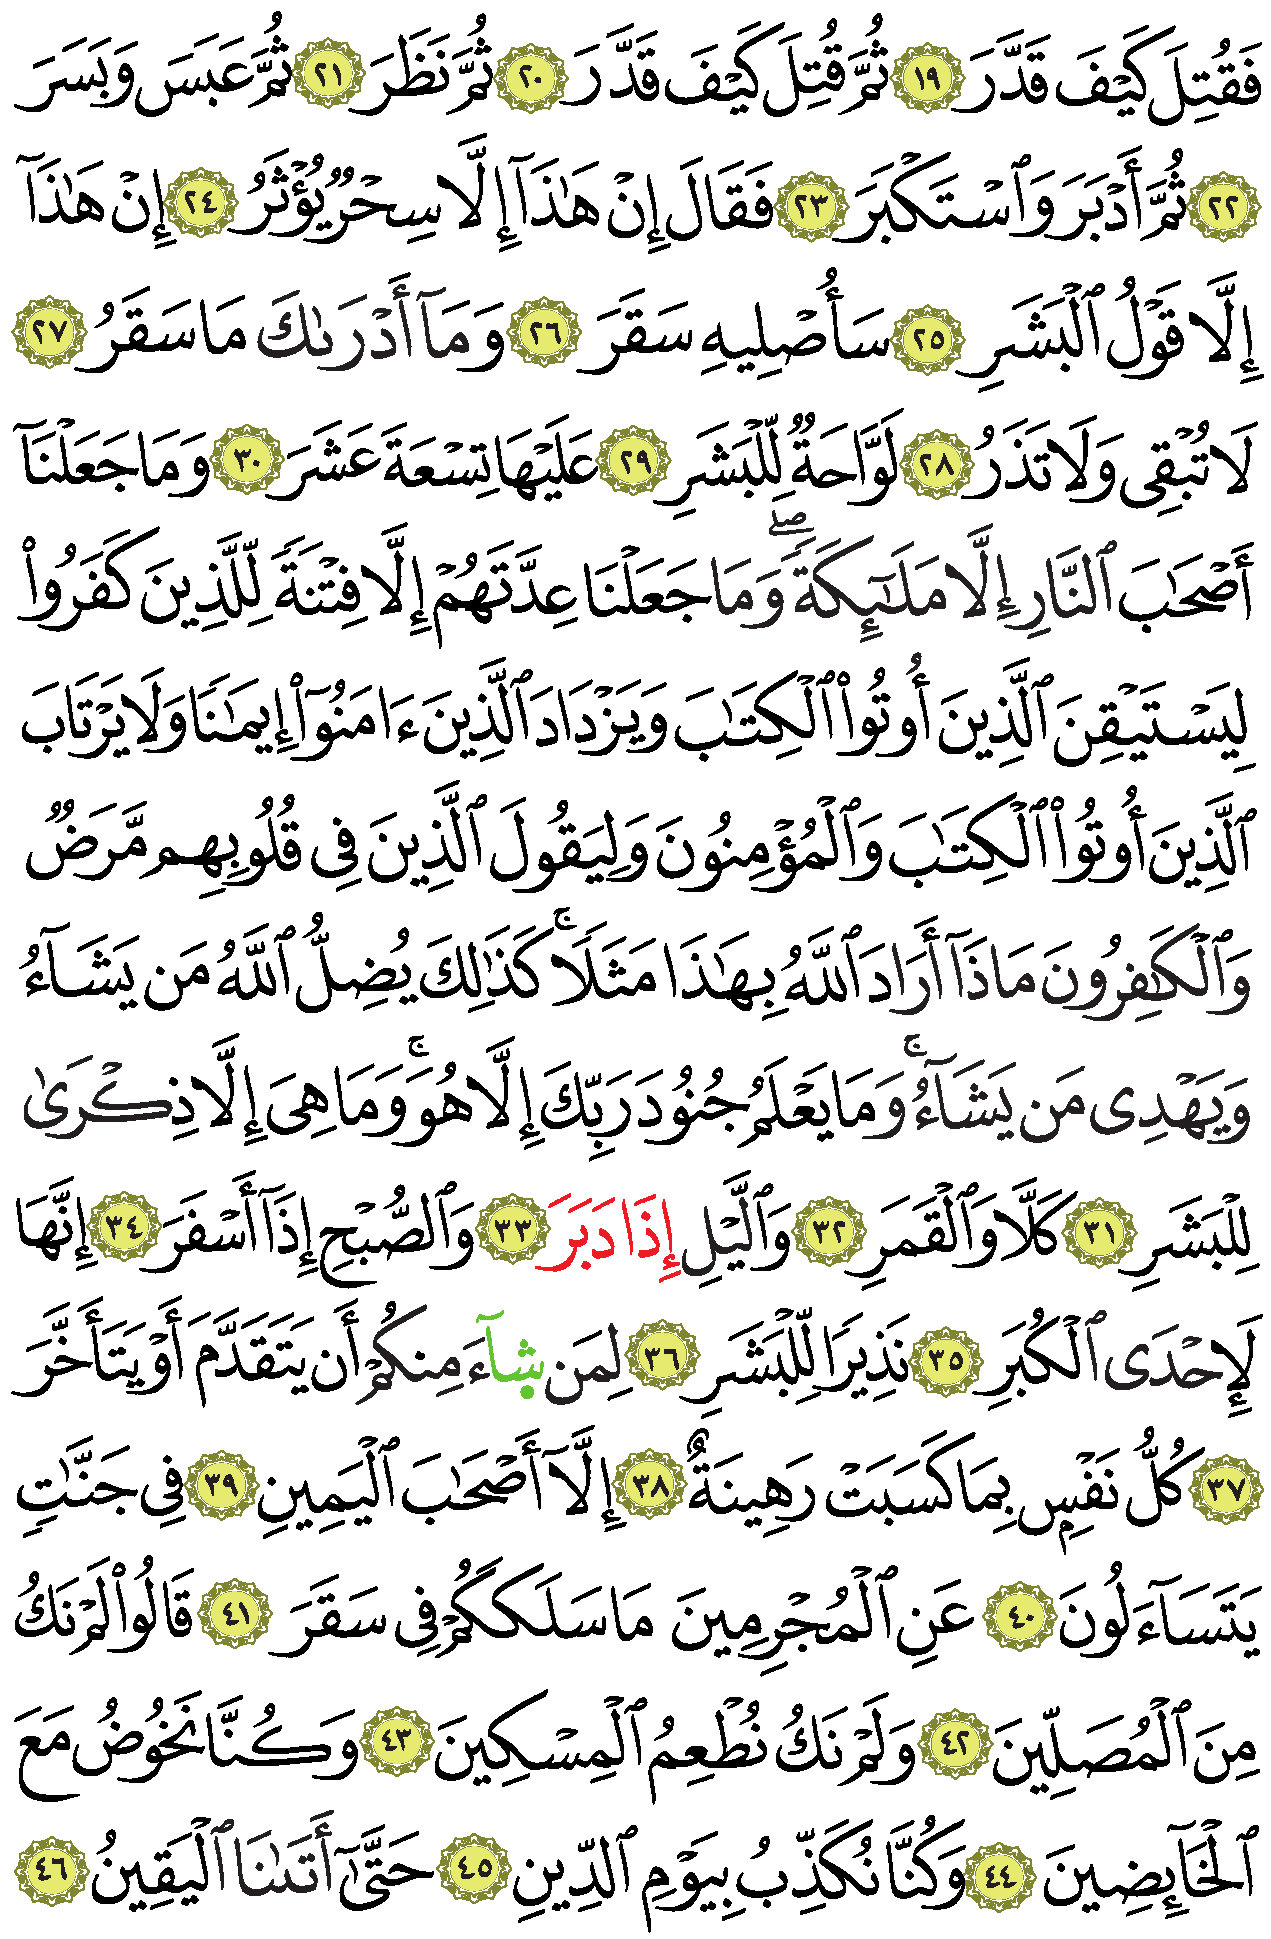 فَقُتِلَ كَيْفَ قَدَّرَ ١٩ ثُمَّ قُتِلَ كَيْفَ قَدَّرَ ٢٠ ثُمَّ نَظَرَ ٢١ ثُمَّ عَبَسَ وَبَسَرَ
٢٢ ثُمَّ أَدْبَرَ وَٱسْتَكْبَرَ ٢٣ فَقَالَ إِنْ هَٰذَآ إِلَّا سِحْرٌ يُؤْثَرُ ٢٤ إِنْ هَٰذَآ
إِلَّا قَوْلُ ٱلْبَشَرِ ٢٥ سَأُصْلِيهِ سَقَرَ ٢٦ وَمَآ أَدْرَىٰكَ مَا سَقَرُ ٢٧
لَا تُبْقِى وَلَا تَذَرُ ٢٨ لَوَّاحَةٌ لِّلْبَشَرِ ٢٩ عَلَيْهَا تِسْعَةَ عَشَرَ ٣٠ وَمَا جَعَلْنَآ
أَصْحَٰبَ ٱلنَّارِ إِلَّا مَلَٰٓئِكَةً ۖ وَمَا جَعَلْنَا عِدَّتَهُمْ إِلَّا فِتْنَةً لِّلَّذِينَ كَفَرُوا۟
لِيَسْتَيْقِنَ ٱلَّذِينَ أُوتُوا۟ ٱلْكِتَٰبَ وَيَزْدَادَ ٱلَّذِينَ ءَامَنُوٓا۟ إِيمَٰنًا وَلَا يَرْتَابَ
ٱلَّذِينَ أُوتُوا۟ ٱلْكِتَٰبَ وَٱلْمُؤْمِنُونَ وَلِيَقُولَ ٱلَّذِينَ فِى قُلُوبِهِم مَّرَضٌ
وَٱلْكَٰفِرُونَ مَاذَآ أَرَادَ ٱللَّهُ بِهَٰذَا مَثَلًا ۚ كَذَٰلِكَ يُضِلُّ ٱللَّهُ مَن يَشَآءُ
وَيَهْدِى مَن يَشَآءُ ۚ وَمَا يَعْلَمُ جُنُودَ رَبِّكَ إِلَّا هُوَ ۚ وَمَا هِىَ إِلَّا ذِكْرَىٰ
لِلْبَشَرِ ٣١ كَلَّا وَٱلْقَمَرِ ٣٢ وَٱلَّيْلِ إِذَا دَبَرَ ٣٣ وَٱلصُّبْحِ إِذَآ أَسْفَرَ ٣٤ إِنَّهَا
لَإِحْدَى ٱلْكُبَرِ ٣٥ نَذِيرًا لِّلْبَشَرِ ٣٦ لِمَن شَآءَ مِنكُمْ أَن يَتَقَدَّمَ أَوْ يَتَأَخَّرَ
٣٧ كُلُّ نَفْسٍۭ بِمَا كَسَبَتْ رَهِينَةٌ ٣٨ إِلَّآ أَصْحَٰبَ ٱلْيَمِينِ ٣٩ فِى جَنَّٰتٍ
يَتَسَآءَلُونَ ٤٠ عَنِ ٱلْمُجْرِمِينَ مَا سَلَكَكُمْ فِى سَقَرَ ٤١ قَالُوا۟ لَمْ نَكُ
مِنَ ٱلْمُصَلِّينَ ٤٢ وَلَمْ نَكُ نُطْعِمُ ٱلْمِسْكِينَ ٤٣ وَكُنَّا نَخُوضُ مَعَ
ٱلْخَآئِضِينَ ٤٤ وَكُنَّا نُكَذِّبُ بِيَوْمِ ٱلدِّينِ ٤٥ حَتَّىٰٓ أَتَىٰنَا ٱلْيَقِينُ ٤٦